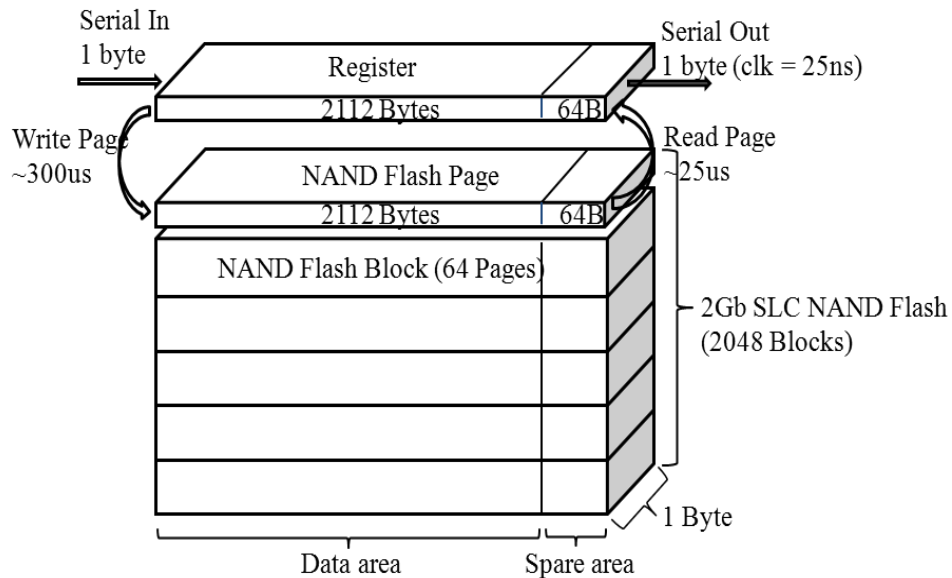 Serial In
1 byte
Serial Out
1 byte (clk = 25ns)
Register
2112 Bytes
64B
Write Page
~300us
Read Page
~25us
NAND Flash Page
2112 Bytes
64B
NAND Flash Block (64 Pages)
2Gb SLC NAND Flash
(2048 Blocks)
1 Byte
Data area
Spare area